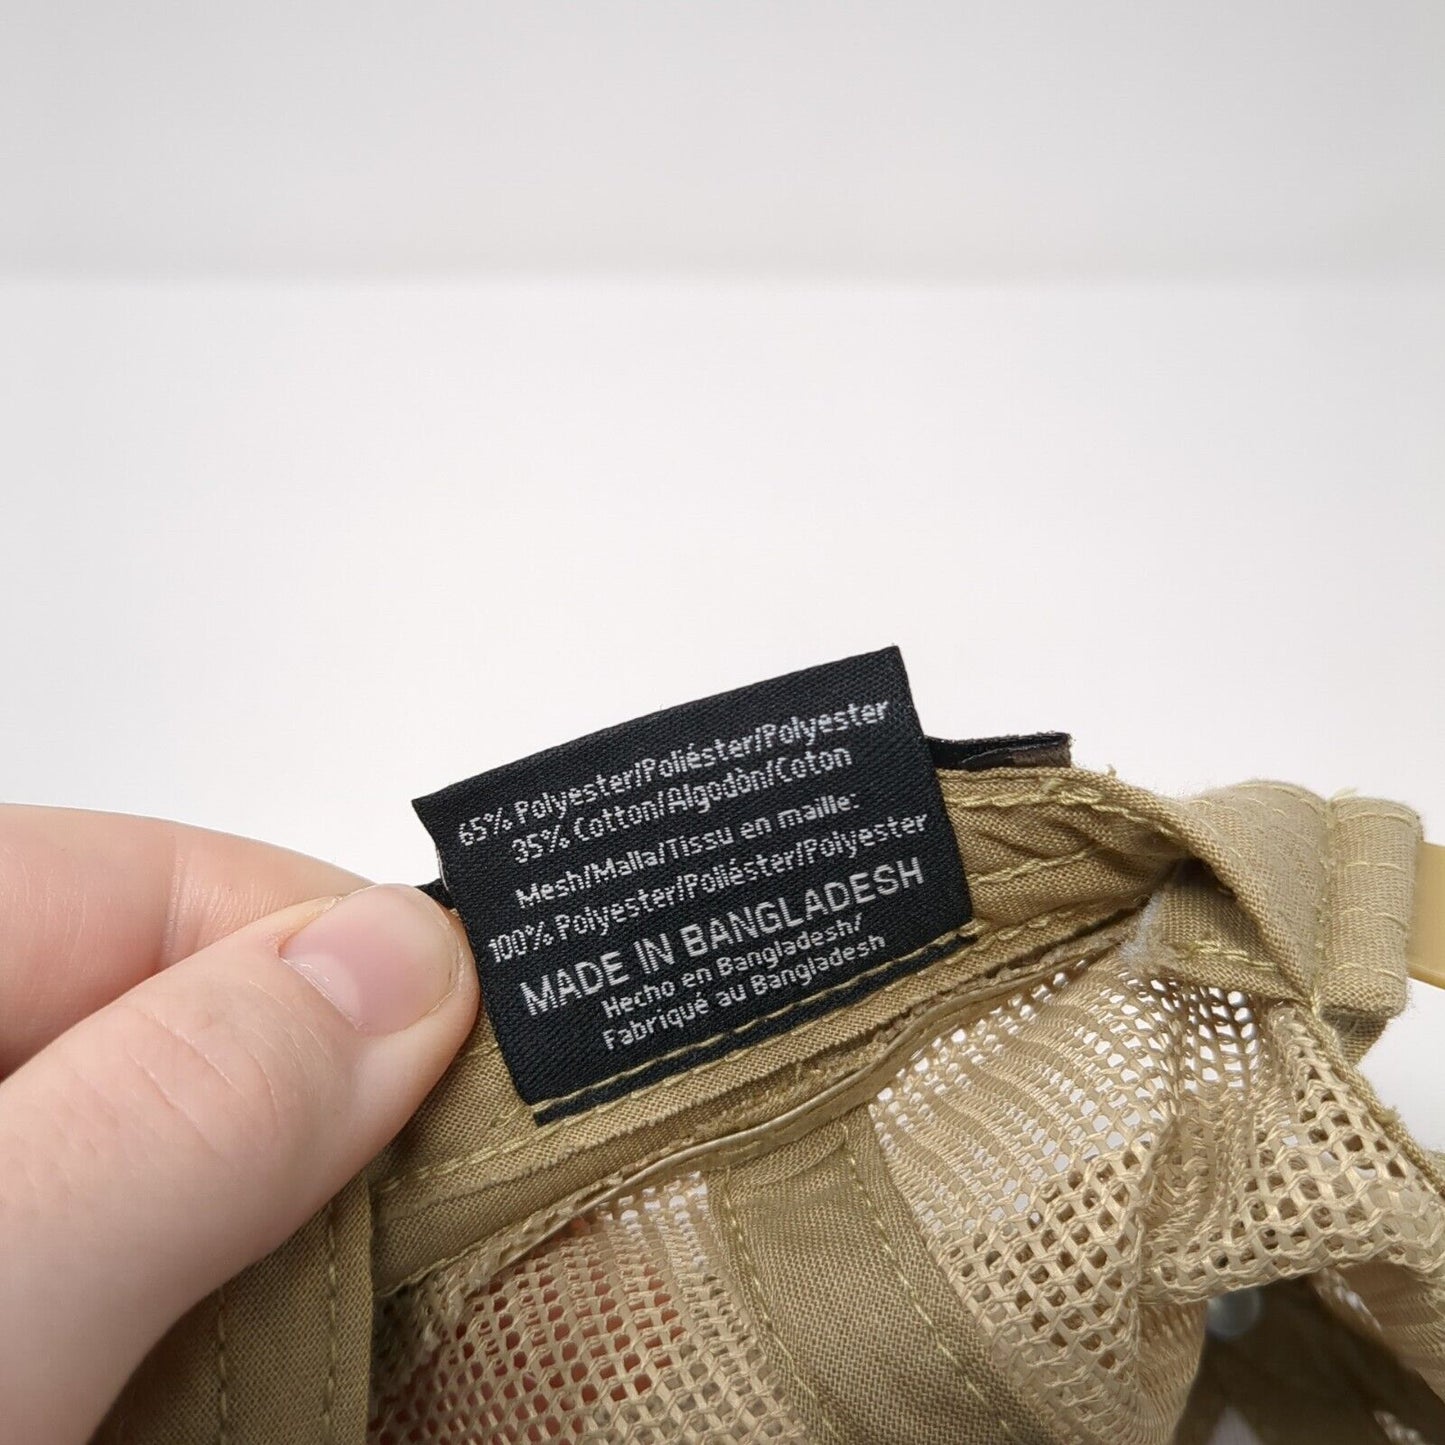 65% Polyester/Poliéster/Polyester
35% Cotton/Algodòn/Coton
Mesh/Malla/Tissu en maille:
100% Polyester/Poliéster/Polyester
MADE IN BANGLADESH
Hecho en Bangladesh/
Fabriqué au Bangladesh